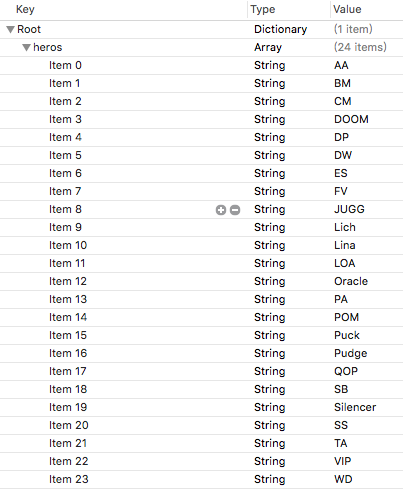 Key Type Value
Root Dictionary (1 item)
heros Array (24 items)
Item 0 String AA
Item 1 String BM
Item 2 String CM
Item 3 String DOOM
Item 4 String DP
Item 5 String DW
Item 6 String ES
Item 7 String FV
Item 8 String JUGG
Item 9 String Lich
Item 10 String Lina
Item 11 String LOA
Item 12 String Oracle
Item 13 String PA
Item 14 String POM
Item 15 String Puck
Item 16 String Pudge
Item 17 String QOP
Item 18 String SB
Item 19 String Silencer
Item 20 String SS
Item 21 String TA
Item 22 String VIP
Item 23 String WD